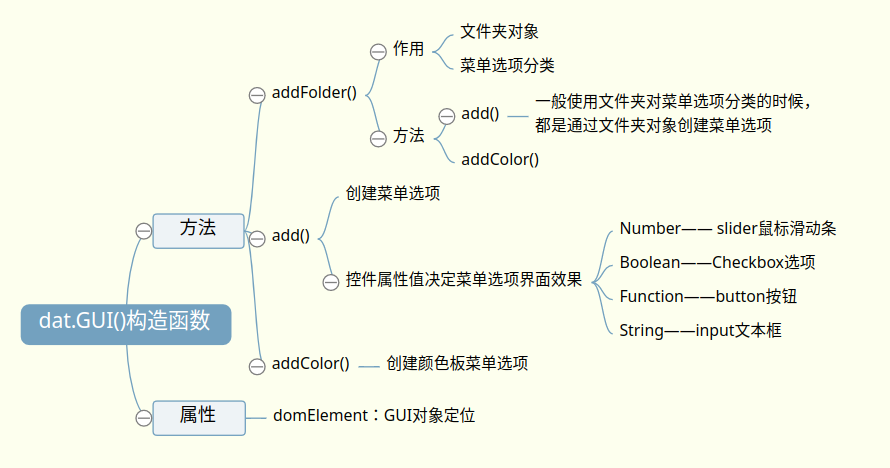 文件夹对象
作用
菜单选项分类
addFolder()
一般使用文件夹对菜单选项分类的时候，
add()
都是通过文件夹对象创建菜单选项
方法
addColor()
创建菜单选项
方法
add()
Number—— slider鼠标滑动条
Boolean——Checkbox选项
控件属性值决定菜单选项界面效果
Function——button按钮
String——input文本框
dat.GUI()构造函数
addColor()
创建颜色板菜单选项
属性
domElement：GUI对象定位